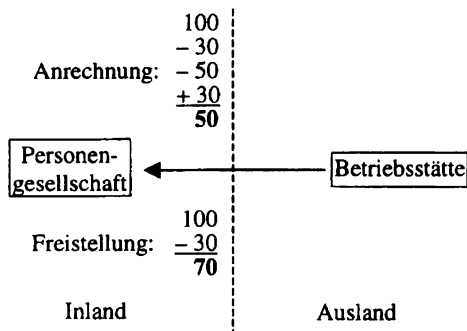 100
– 30
Anrechnung: – 50
+ 30
50
Personen-
gesellschaft
Betriebsstätte
100
Freistellung: – 30
70
Inland
Ausland